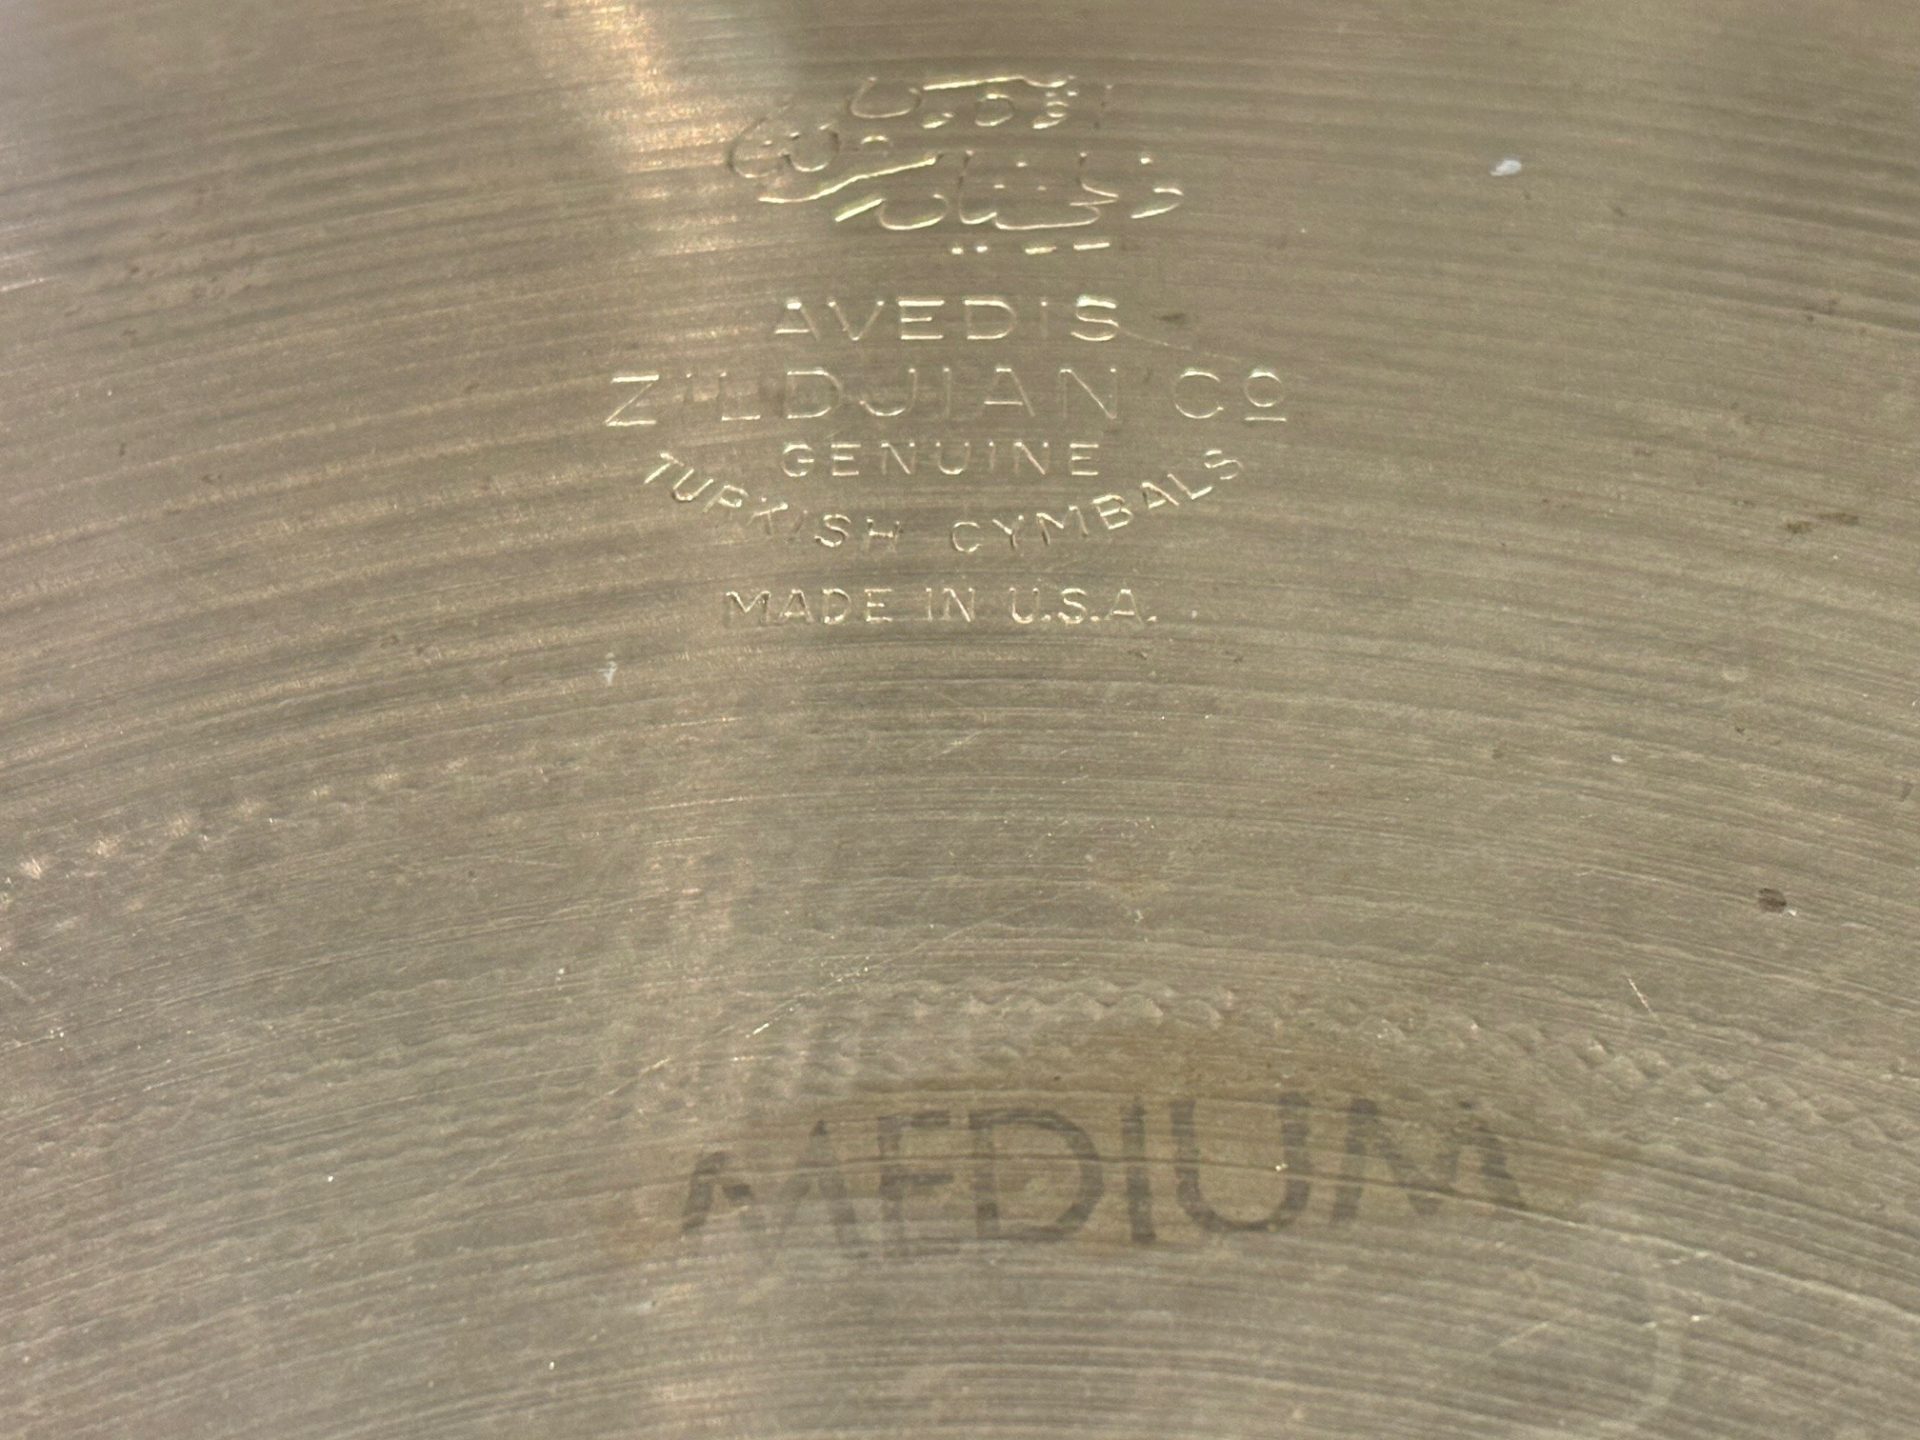 AVEDIS
ZILDJIAN Cº
GENUINE
TURKISH CYMBALS
MADE IN U.S.A.
MEDIUM